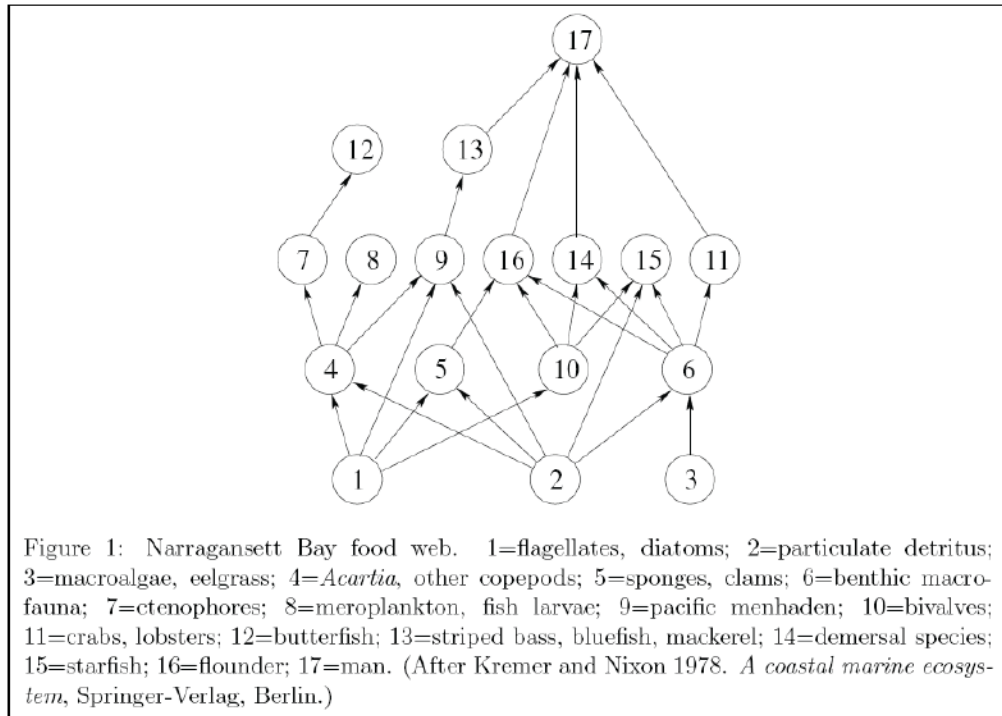 17
12 13
7 8 9 16 14 15 11
4 5 10 6
1 2 3
Figure 1: Narragansett Bay food web. 1=flagellates, diatoms; 2=particulate detritus;
3=macroalgae, eelgrass; 4=Acartia, other copepods; 5=sponges, clams; 6=benthic macro-
fauna; 7=ctenophores; 8=meroplankton, fish larvae; 9=pacific menhaden; 10=bivalves;
11=crabs, lobsters; 12=butterfish; 13=striped bass, bluefish, mackerel; 14=demersal species;
15=starfish; 16=flounder; 17=man. (After Kremer and Nixon 1978. A coastal marine ecosys-
tem, Springer-Verlag, Berlin.)